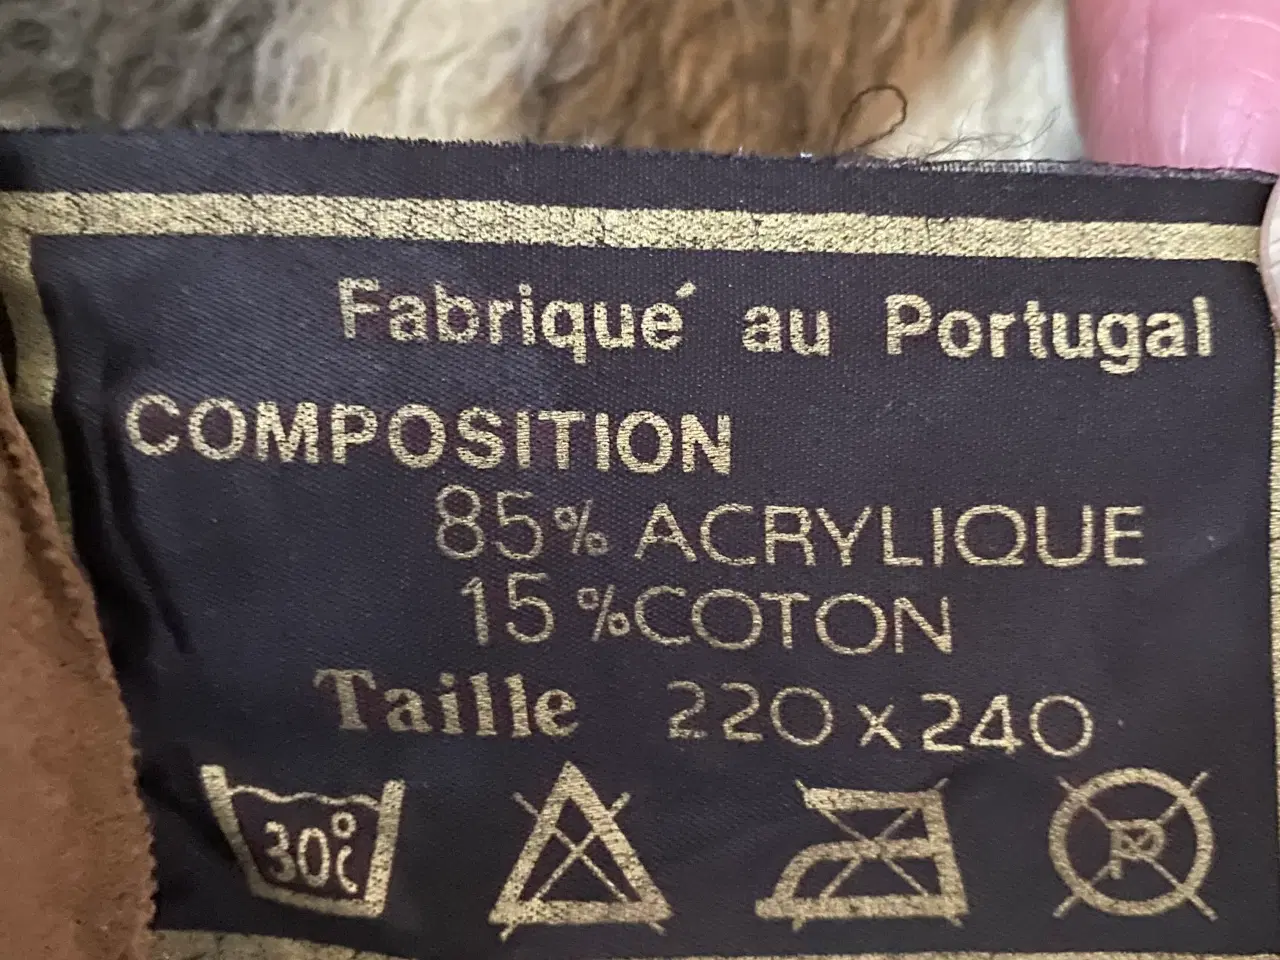 Fabriqué au Portugal
COMPOSITION
85% ACRYLIQUE
15%COTON
Taille 220x240
30°C P